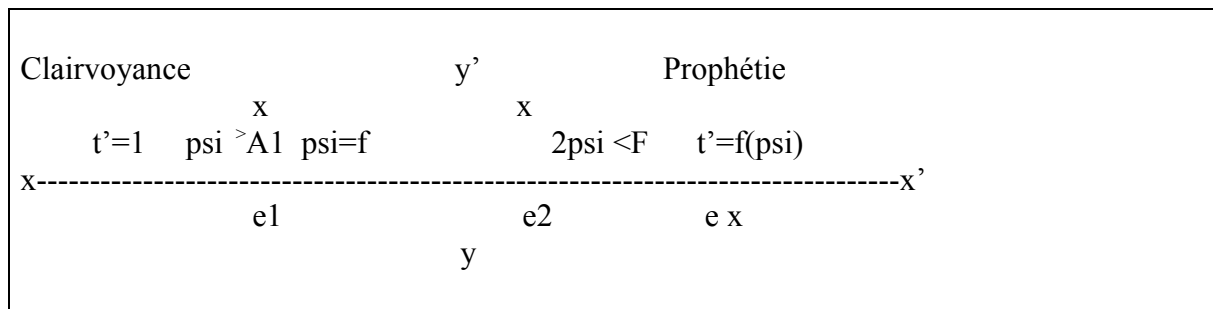 Clairvoyance y’ Prophétie
x x
t’=1 psi >A1 psi=f 2psi <F t’=f(psi)
x---------------------------------------------------------------------------------x’
e1 e2 e x
y